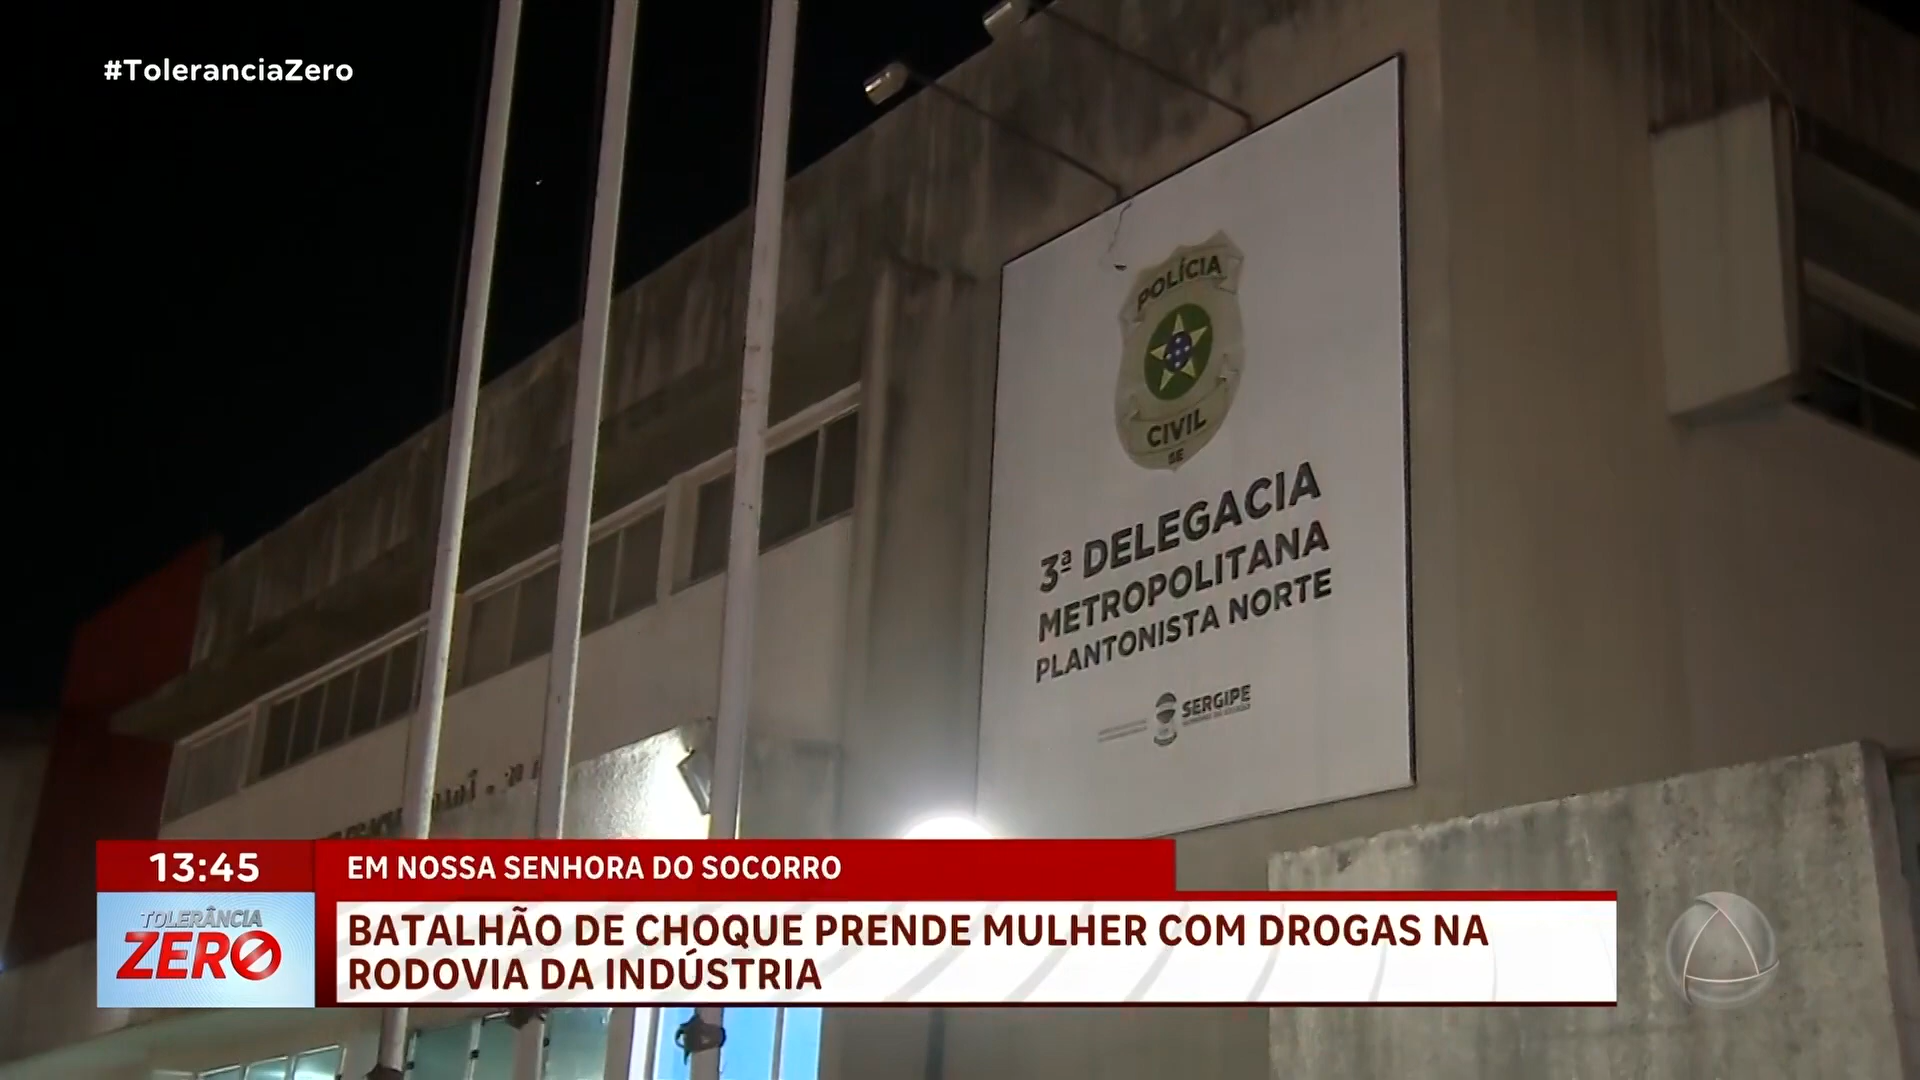 #ToleranciaZero
POLÍCIA
CIVIL
SE
3ª DELEGACIA
METROPOLITANA
PLANTONISTA NORTE
SERGIPE
13:45
EM NOSSA SENHORA DO SOCORRO
TOLERÂNCIA
ZERO
BATALHÃO DE CHOQUE PRENDE MULHER COM DROGAS NA
RODOVIA DA INDÚSTRIA